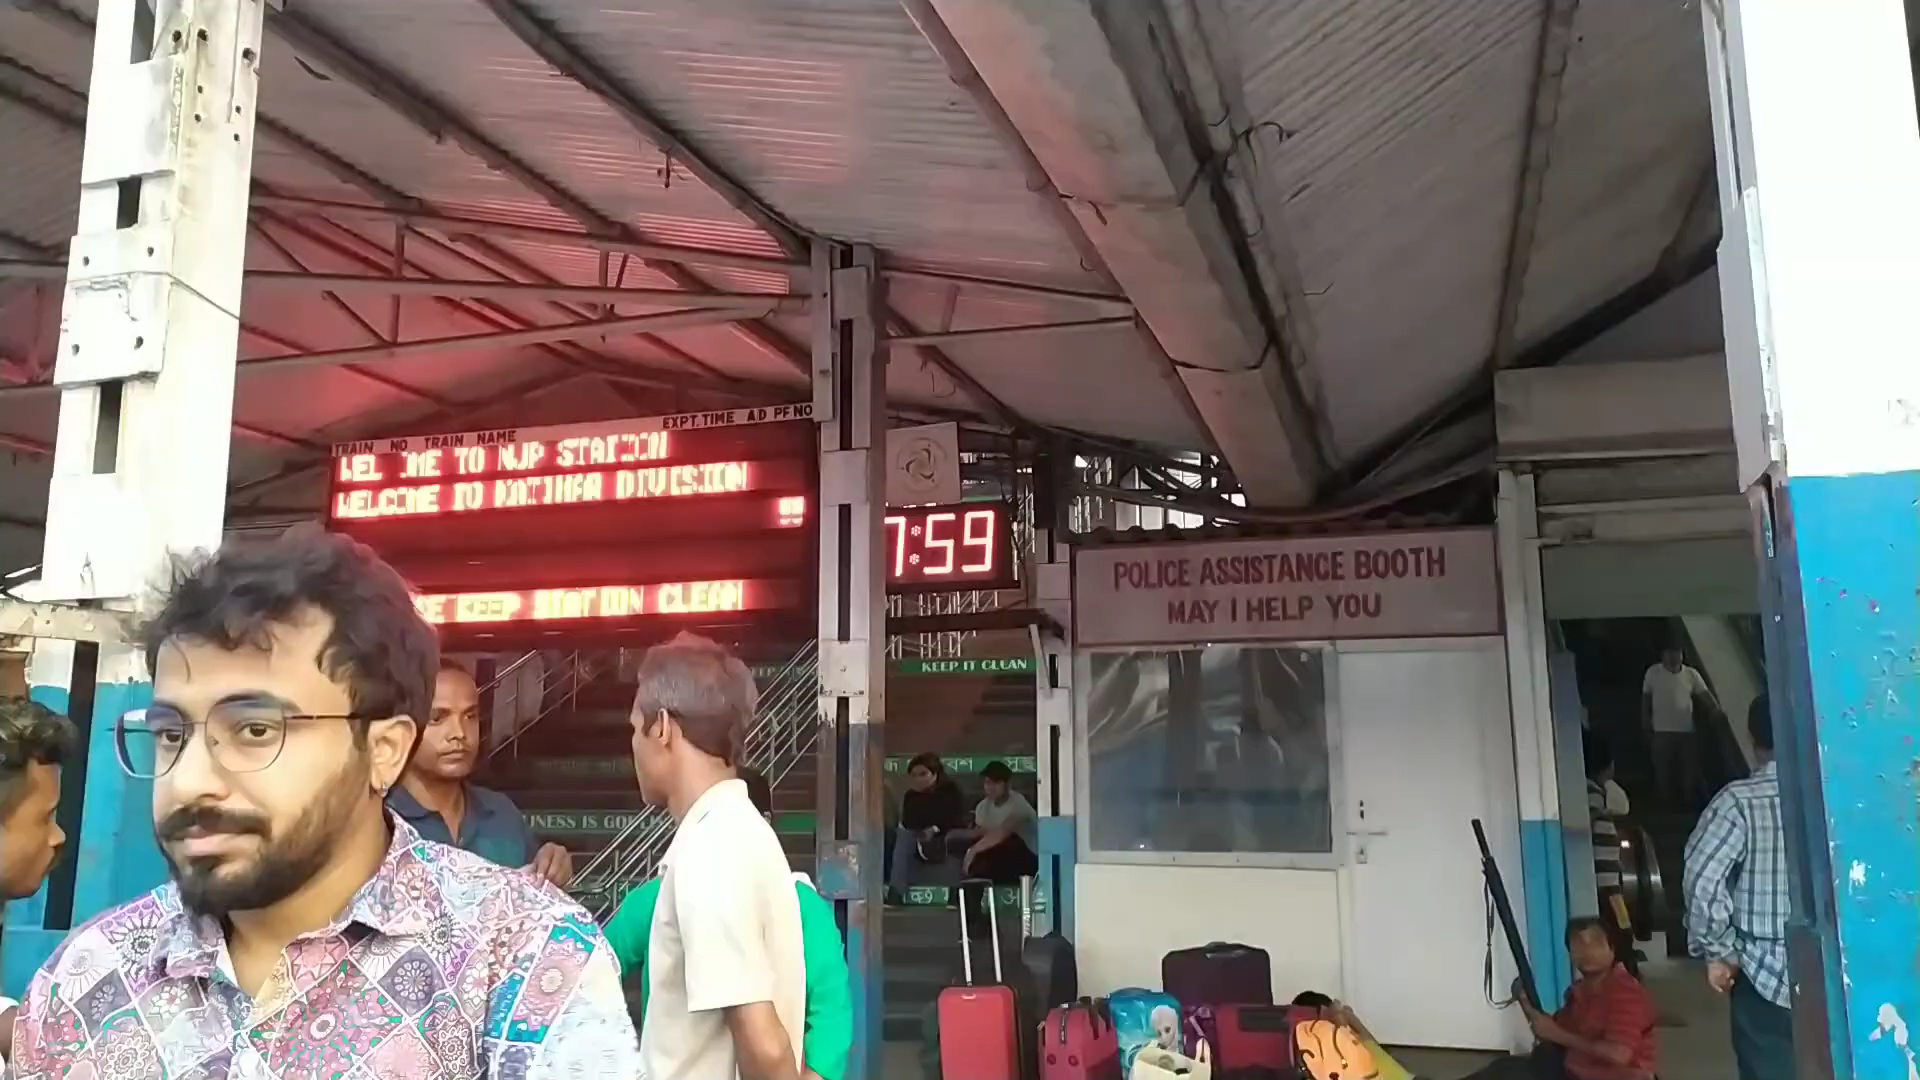 TRAIN NO TRAIN NAME EXPT.TIME A D PF NO
WELCOME TO NJP STATION
WELCOME TO KATIHAR DIVISION
KEEP STATION CLEAN
7:59
POLICE ASSISTANCE BOOTH
MAY I HELP YOU
KEEP IT CLEAN